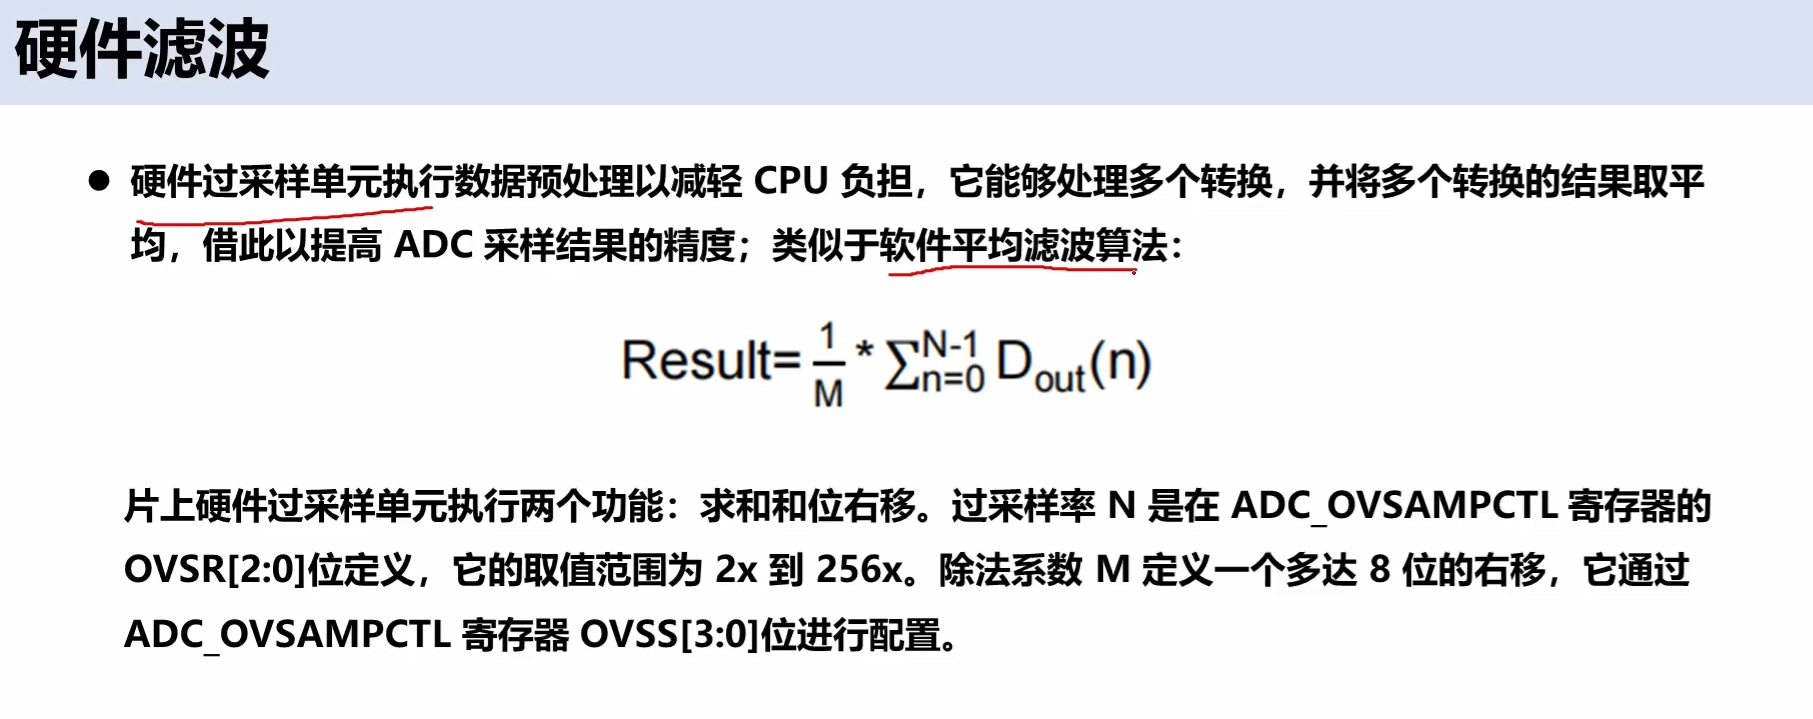 硬件滤波
● 硬件过采样单元执行数据预处理以减轻 CPU 负担，它能够处理多个转换，并将多个转换的结果取平
均，借此以提高 ADC 采样结果的精度；类似于软件平均滤波算法：
Result= 1/M * ∑_{n=0}^{N-1} D_{out}(n)
片上硬件过采样单元执行两个功能：求和和位右移。过采样率 N 是在 ADC_OVSAMPCTL 寄存器的
OVSR[2:0]位定义，它的取值范围为 2x 到 256x。除法系数 M 定义一个多达 8 位的右移，它通过
ADC_OVSAMPCTL 寄存器 OVSS[3:0]位进行配置。